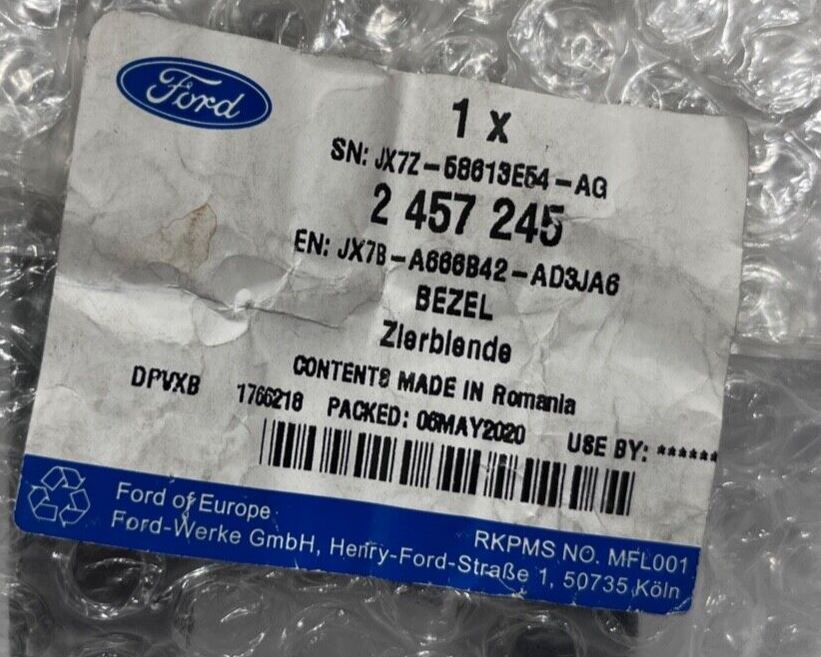 Ford
1 x
SN: JX7Z-58613E54-AG
2 457 245
EN: JX7B-A666B42-AD3JA6
BEZEL
Zierblende
CONTENTS MADE IN Romania
DPVXB 1766218 PACKED: 06MAY2020 USE BY: ******
Ford of Europe
RKPMS NO. MFL001
Ford-Werke GmbH, Henry-Ford-Straße 1, 50735 Köln